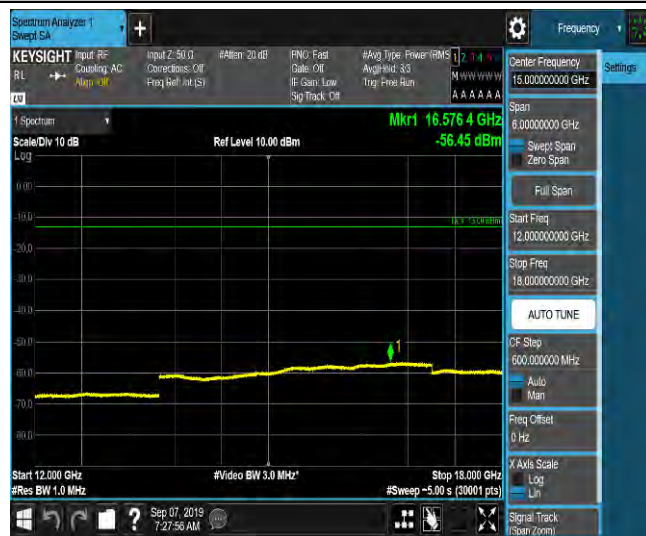 Spectrum Analyzer 1
Swept SA
Frequency
KEYSIGHT Input: RF Input Z: 50 Ω #Atten: 20 dB PNO: Fast #Avg Type: Power (RMS 1 2 3 4 5 6
RL Coupling: AC Corrections: Off Gate: Off Avg|Hold: 3/3 M W W W W W
Align: Off Freq Ref: Int (S) IF Gain: Low Trig: Free Run
Sig Track: Off A A A A A A
LXI
Center Frequency
15.000000000 GHz
Settings
1 Spectrum
Mkr1 16.576 4 GHz
Scale/Div 10 dB Ref Level 10.00 dBm -56.45 dBm
Log
Span
6.00000000 GHz
Swept Span
Zero Span
Full Span
Start Freq
12.000000000 GHz
Stop Freq
18.000000000 GHz
AUTO TUNE
CF Step
600.000000 MHz
Auto
Man
Freq Offset
0 Hz
X Axis Scale
Log
Lin
Signal Track
(Span Zoom)
0.00
-10.0
DL1 -13.00 dBm
-20.0
-30.0
-40.0
-50.0
1
-60.0
-70.0
-80.0
Start 12.000 GHz #Video BW 3.0 MHz* Stop 18.000 GHz
#Res BW 1.0 MHz #Sweep ~5.00 s (30001 pts)
? Sep 07, 2019
7:27:56 AM